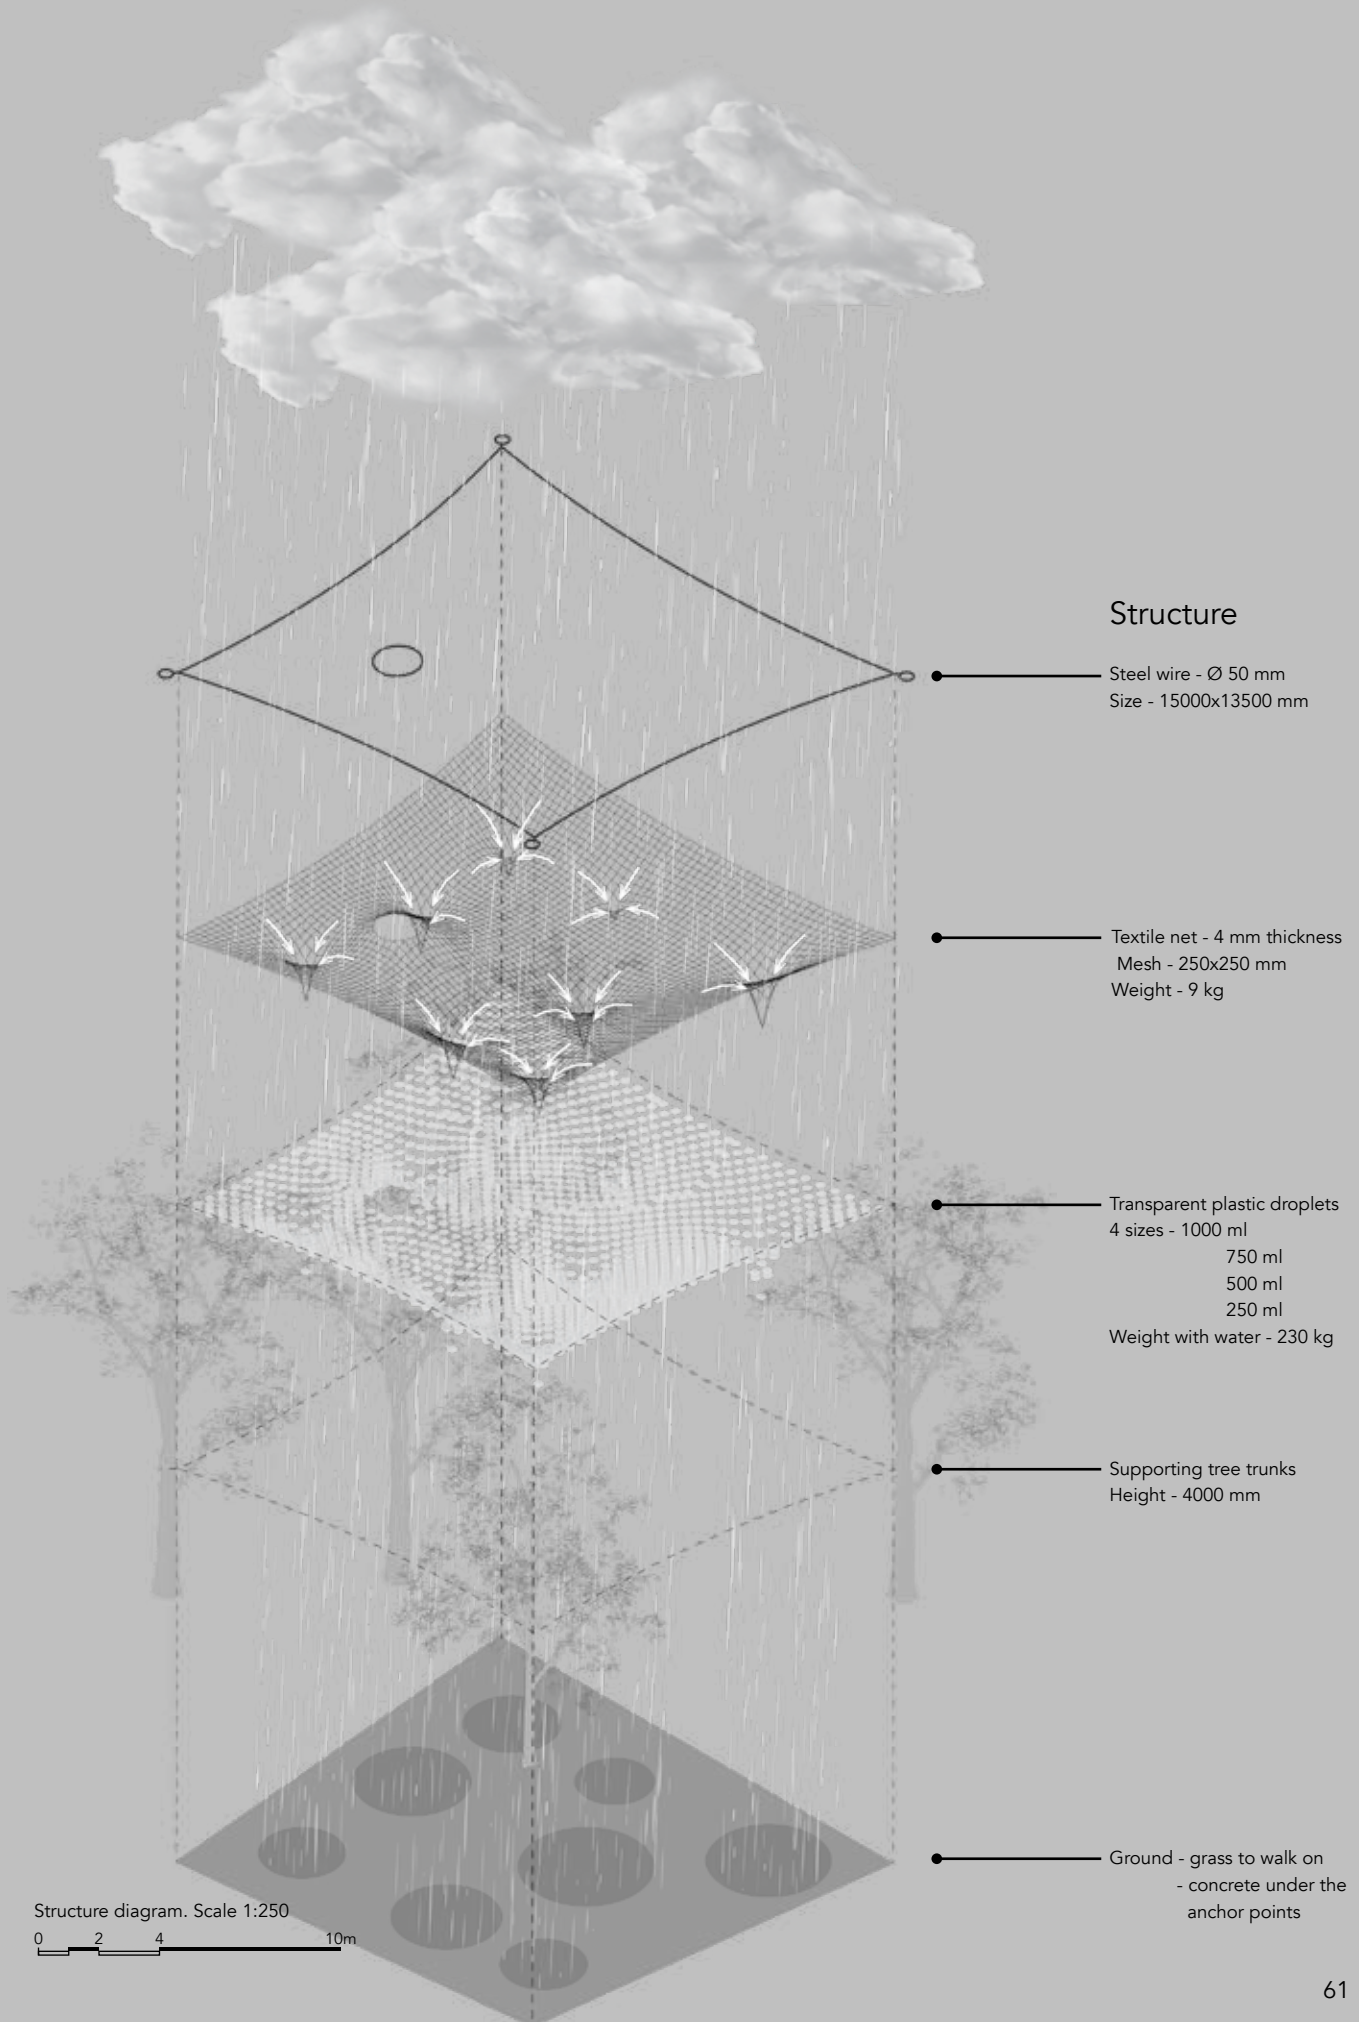 Structure
Steel wire - Ø 50 mm
Size - 15000x13500 mm
Textile net - 4 mm thickness
Mesh - 250x250 mm
Weight - 9 kg
Transparent plastic droplets
4 sizes - 1000 ml
750 ml
500 ml
250 ml
Weight with water - 230 kg
Supporting tree trunks
Height - 4000 mm
Ground - grass to walk on
- concrete under the
anchor points
Structure diagram. Scale 1:250
0 2 4 10m
61